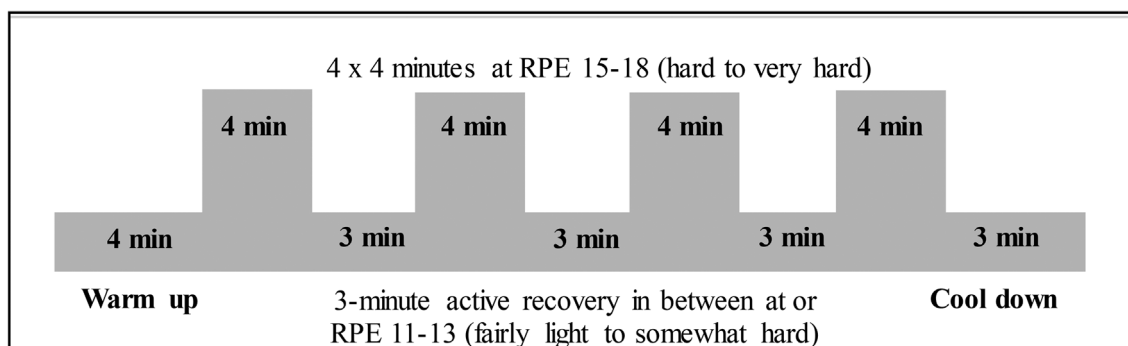 4 x 4 minutes at RPE 15-18 (hard to very hard)
4 min 4 min 4 min 4 min
4 min 3 min 3 min 3 min 3 min
Warm up
3-minute active recovery in between at or
RPE 11-13 (fairly light to somewhat hard)
Cool down